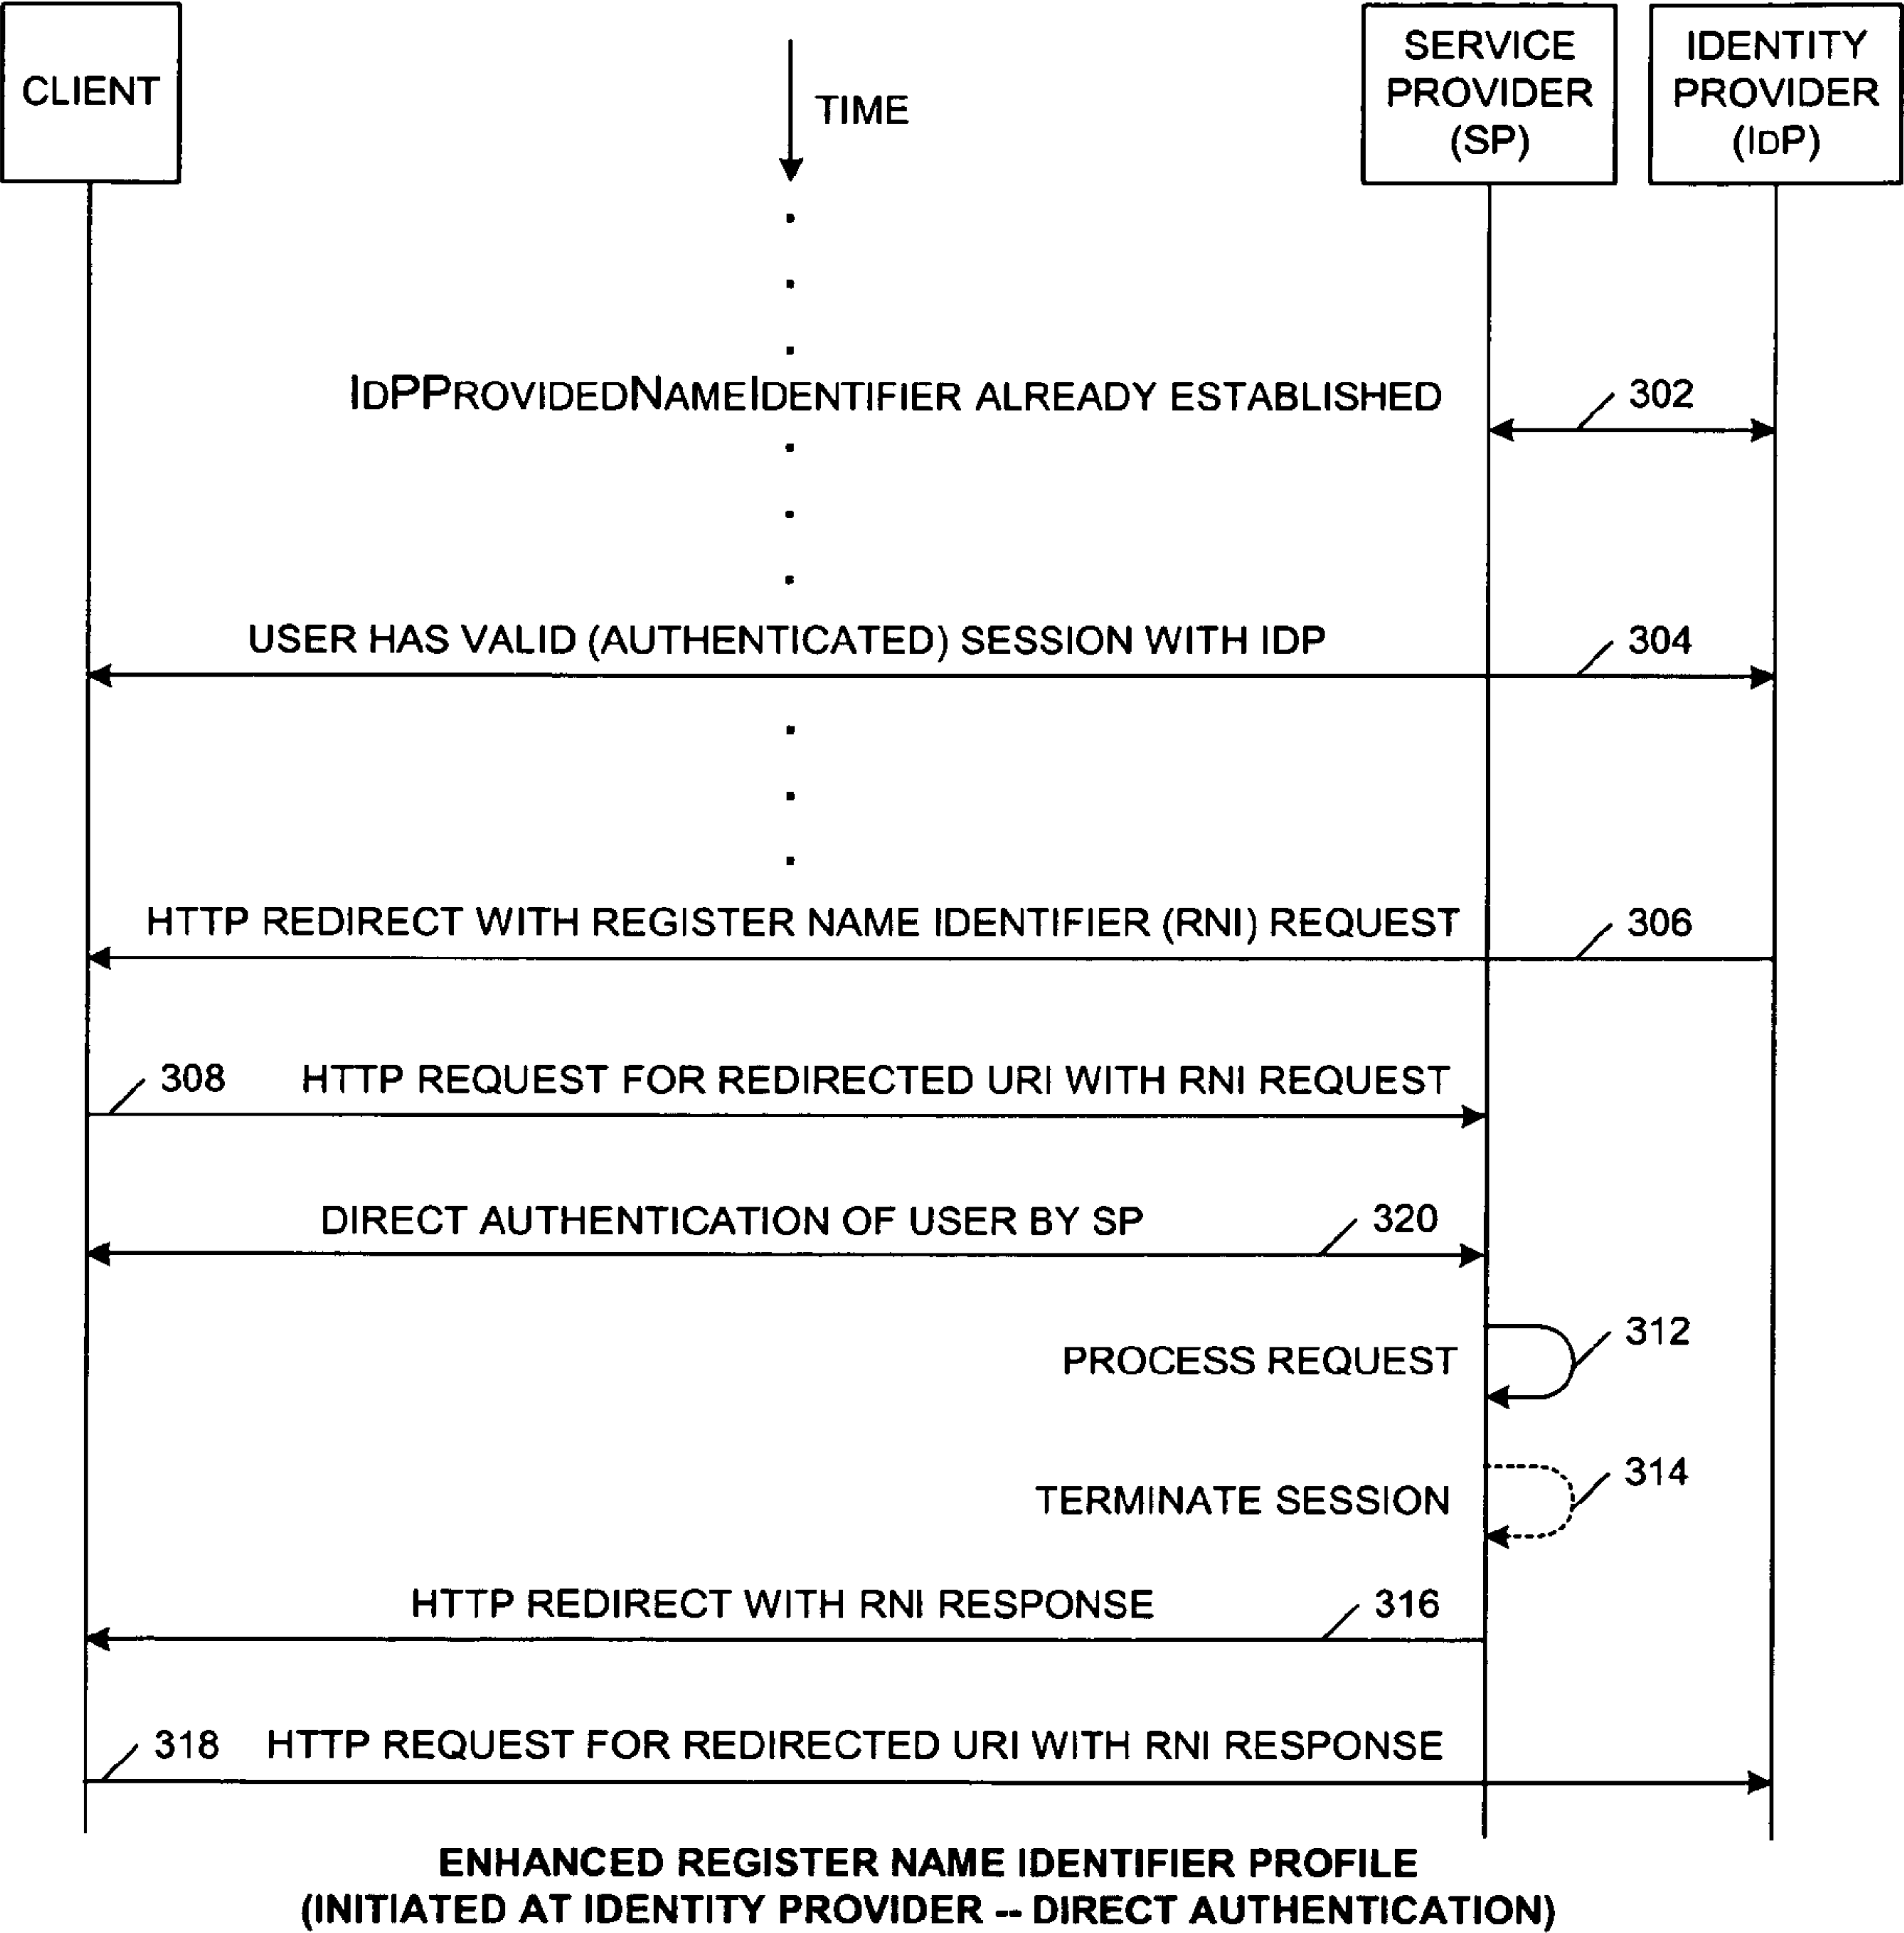 CLIENT
TIME
SERVICE
PROVIDER
(SP)
IDENTITY
PROVIDER
(IDP)
IDPPROVIDEDNAMEIDENTIFIER ALREADY ESTABLISHED
302
USER HAS VALID (AUTHENTICATED) SESSION WITH IDP
304
HTTP REDIRECT WITH REGISTER NAME IDENTIFIER (RNI) REQUEST
306
308
HTTP REQUEST FOR REDIRECTED URI WITH RNI REQUEST
DIRECT AUTHENTICATION OF USER BY SP
320
PROCESS REQUEST
312
TERMINATE SESSION
314
HTTP REDIRECT WITH RNI RESPONSE
316
318
HTTP REQUEST FOR REDIRECTED URI WITH RNI RESPONSE
ENHANCED REGISTER NAME IDENTIFIER PROFILE
(INITIATED AT IDENTITY PROVIDER -- DIRECT AUTHENTICATION)